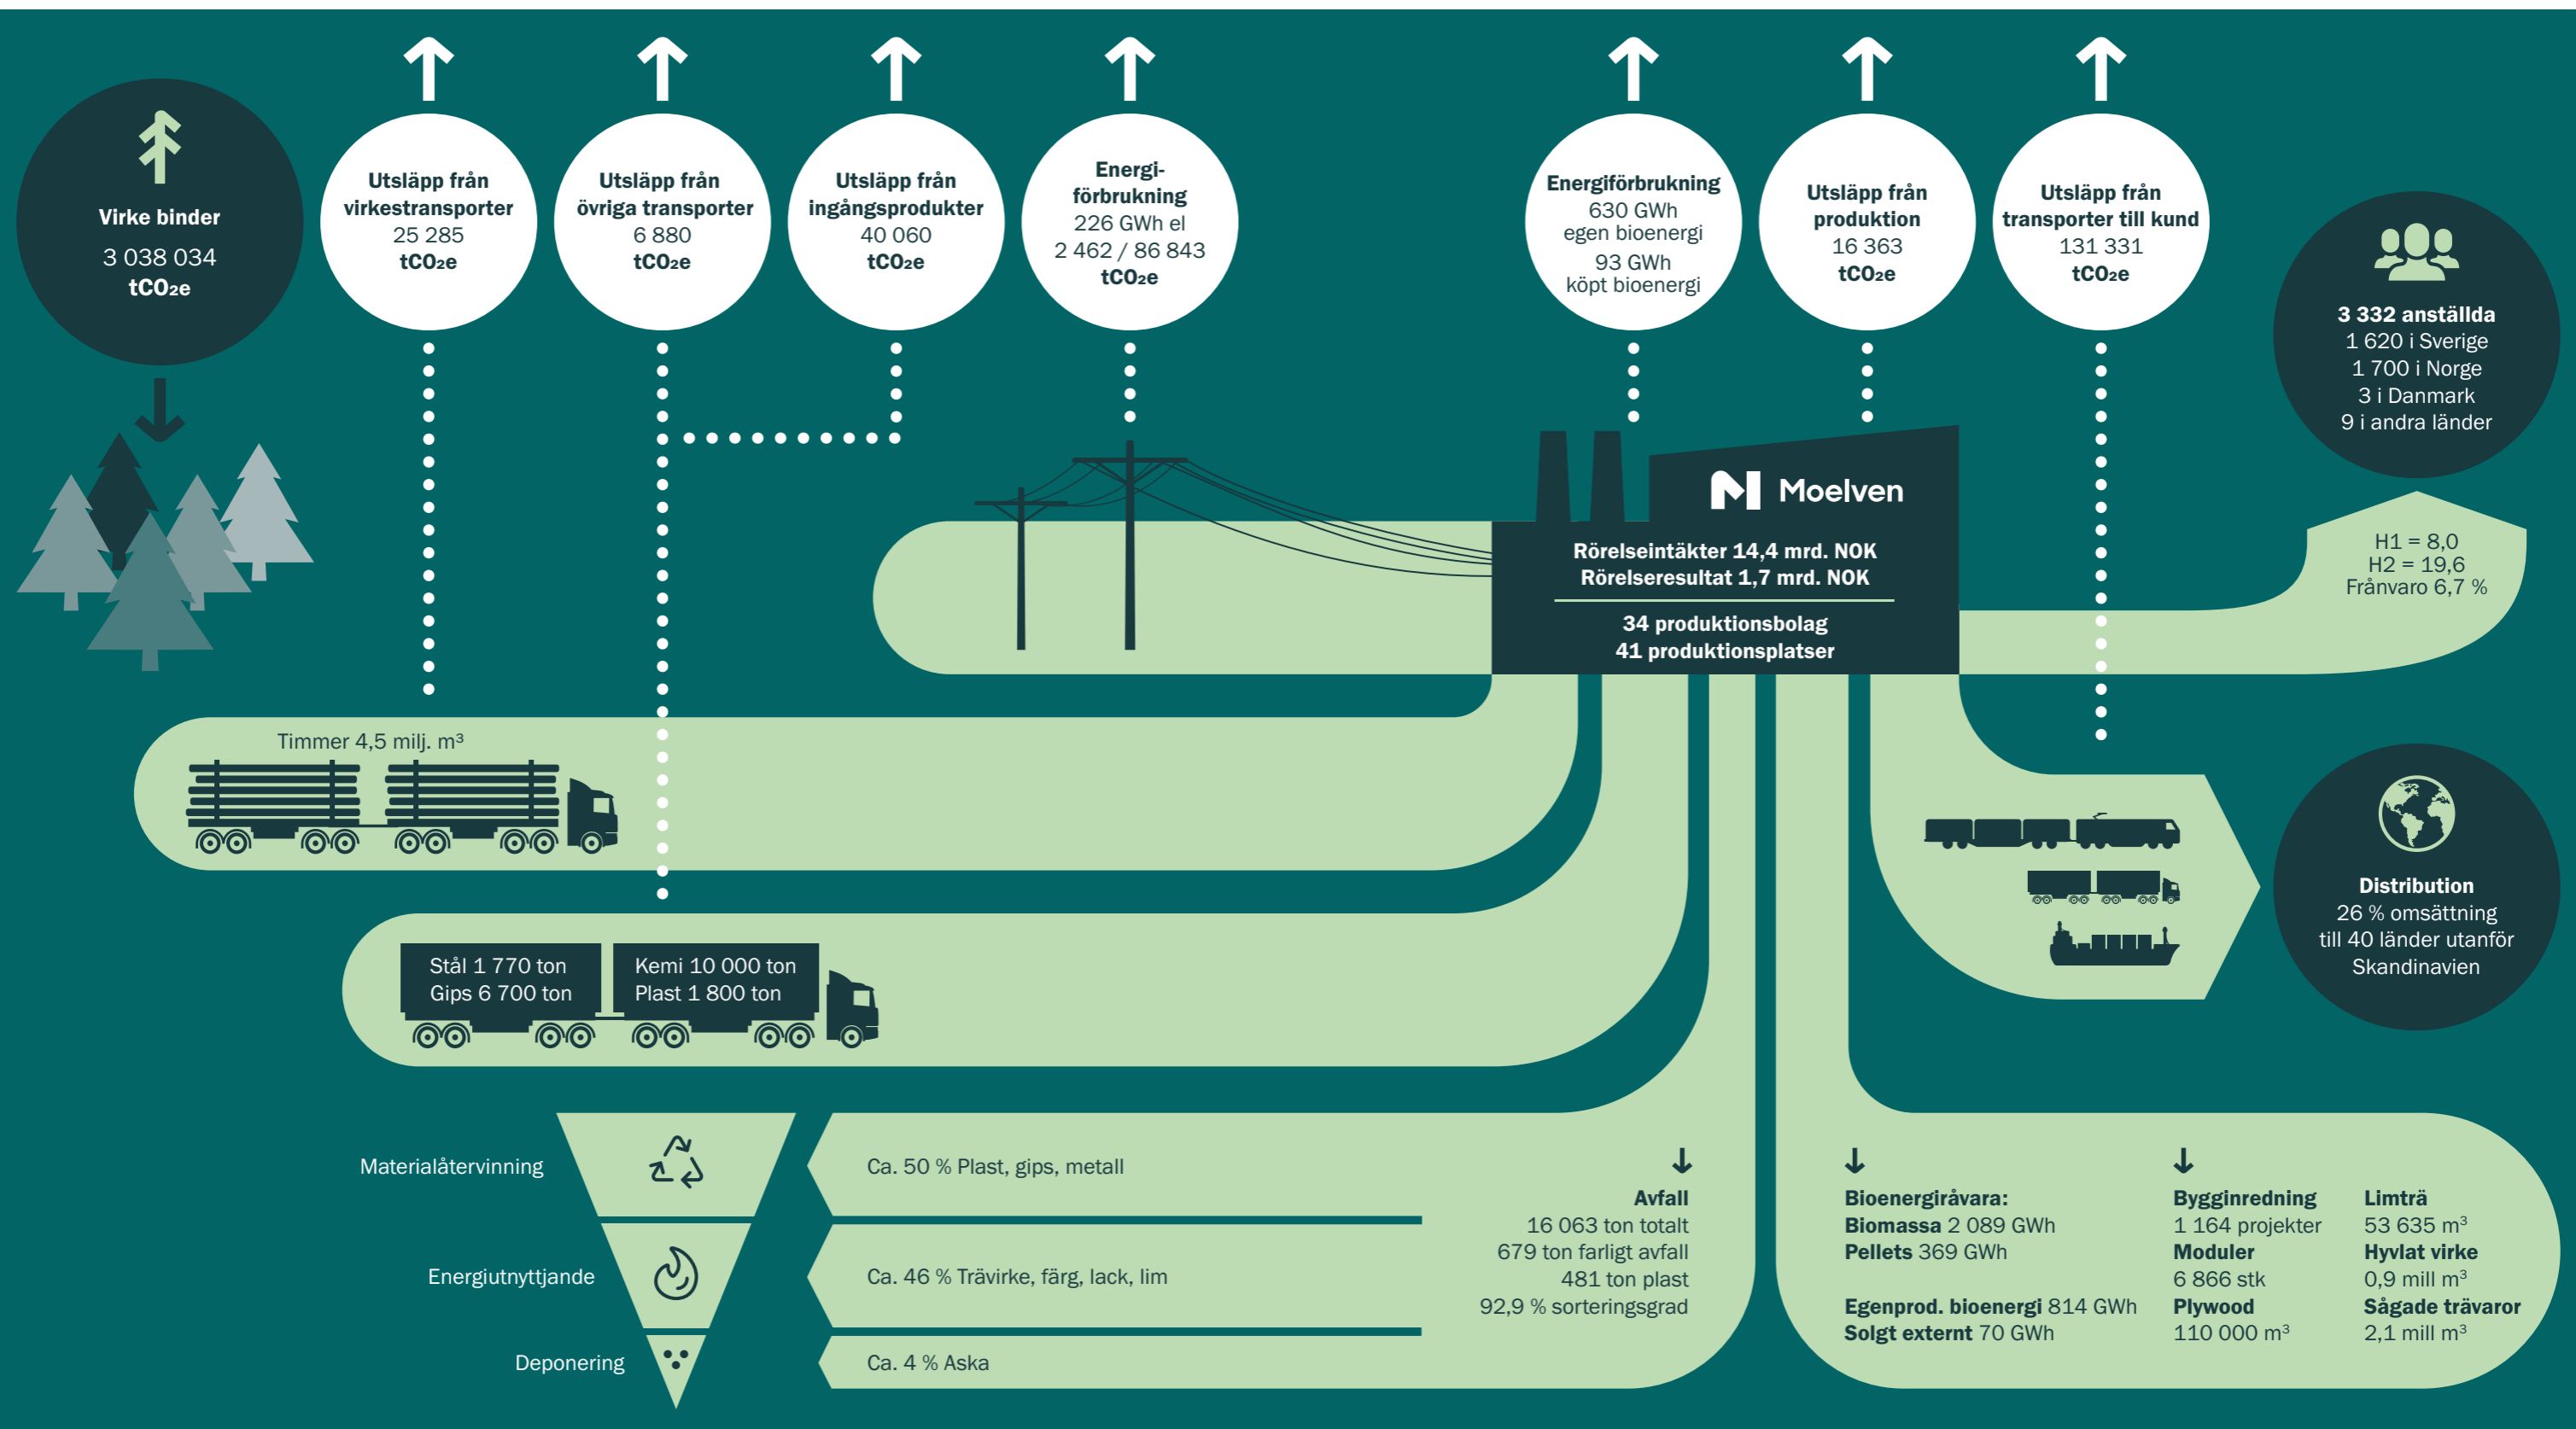 Virke binder
3 038 034
tCO₂e
Utsläpp från
virkestransporter
25 285
tCO₂e
Utsläpp från
övriga transporter
6 880
tCO₂e
Utsläpp från
ingångsprodukter
40 060
tCO₂e
Energi-
förbrukning
226 GWh el
2 462 / 86 843
tCO₂e
Energiförbrukning
630 GWh
egen bioenergi
93 GWh
köpt bioenergi
Utsläpp från
produktion
16 363
tCO₂e
Utsläpp från
transporter till kund
131 331
tCO₂e
3 332 anställda
1 620 i Sverige
1 700 i Norge
3 i Danmark
9 i andra länder
Moelven
Rörelseintäkter 14,4 mrd. NOK
Rörelseresultat 1,7 mrd. NOK
34 produktionsbolag
41 produktionsplatser
H1 = 8,0
H2 = 19,6
Frånvaro 6,7 %
Timmer 4,5 milj. m³
Stål 1 770 ton
Gips 6 700 ton
Kemi 10 000 ton
Plast 1 800 ton
Distribution
26 % omsättning
till 40 länder utanför
Skandinavien
Materialåtervinning
Ca. 50 % Plast, gips, metall
Energiutnyttjande
Ca. 46 % Trävirke, färg, lack, lim
Deponering
Ca. 4 % Aska
Avfall
16 063 ton totalt
679 ton farligt avfall
481 ton plast
92,9 % sorteringsgrad
Bioenergiråvara:
Biomassa 2 089 GWh
Pellets 369 GWh
Egenprod. bioenergi 814 GWh
Solgt externt 70 GWh
Bygginredning
1 164 projekter
Moduler
6 866 stk
Plywood
110 000 m³
Limträ
53 635 m³
Hyvlat virke
0,9 mill m³
Sågade trävaror
2,1 mill m³